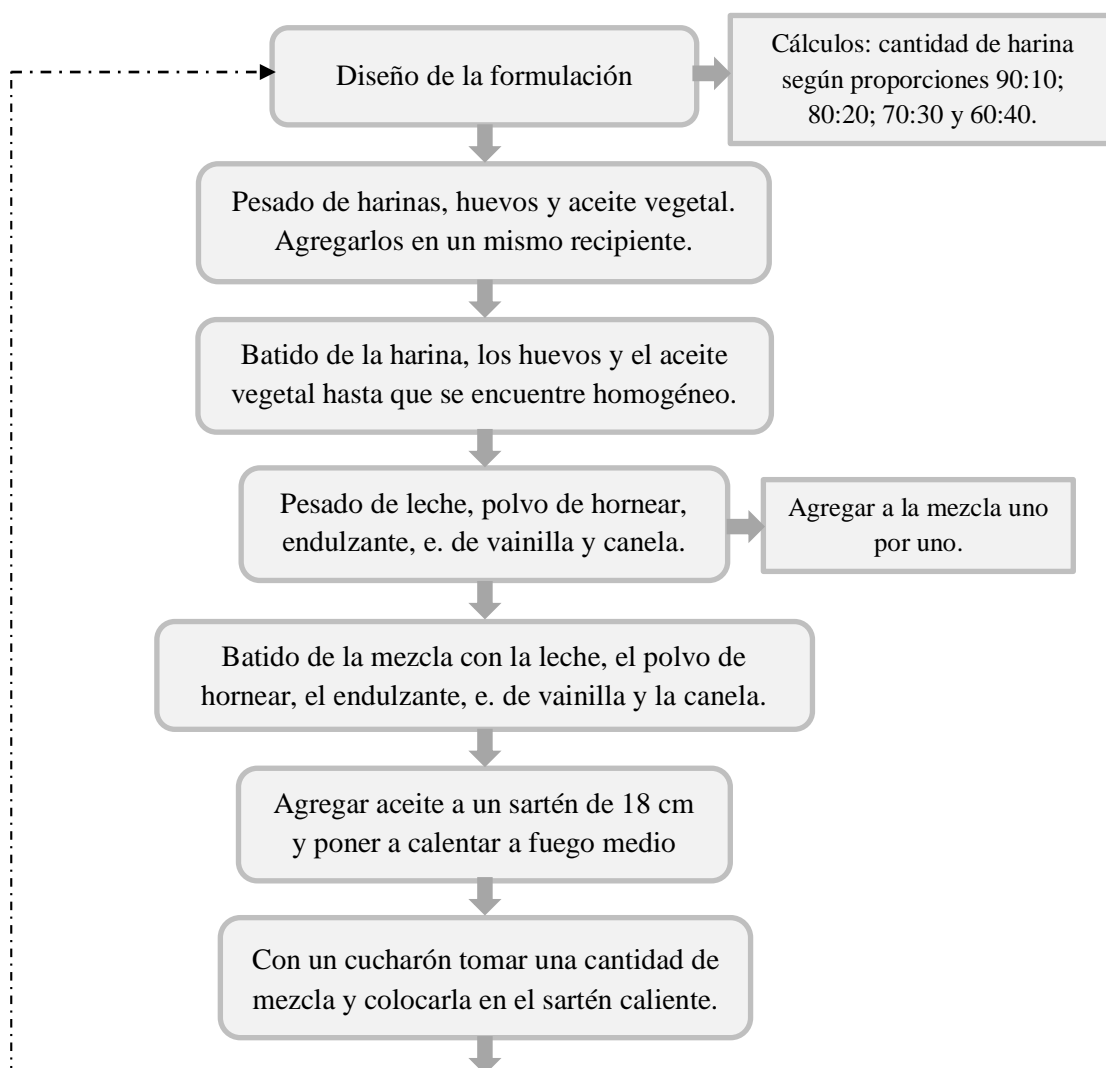 Diseño de la formulación
Cálculos: cantidad de harina
según proporciones 90:10;
80:20; 70:30 y 60:40.
Pesado de harinas, huevos y aceite vegetal.
Agregarlos en un mismo recipiente.
Batido de la harina, los huevos y el aceite
vegetal hasta que se encuentre homogéneo.
Pesado de leche, polvo de hornear,
endulzante, e. de vainilla y canela.
Agregar a la mezcla uno
por uno.
Batido de la mezcla con la leche, el polvo de
hornear, el endulzante, e. de vainilla y la canela.
Agregar aceite a un sartén de 18 cm
y poner a calentar a fuego medio
Con un cucharón tomar una cantidad de
mezcla y colocarla en el sartén caliente.